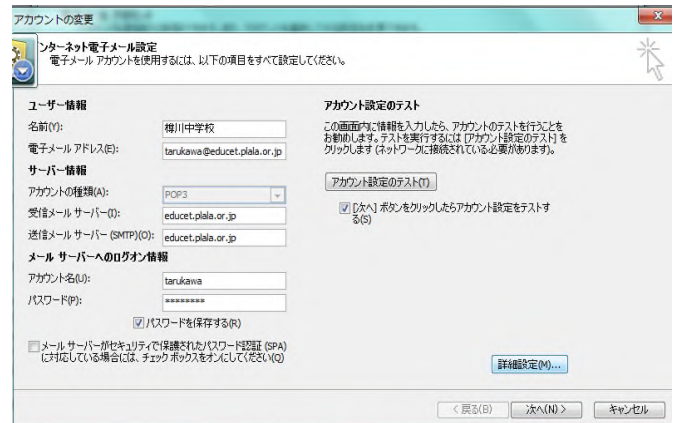 アカウントの変更
インターネット電子メール設定
電子メール アカウントを使用するには、以下の項目をすべて設定してください。
ユーザー情報
名前(Y):
樽川中学校
電子メール アドレス(E):
tarukawa@educet.plala.or.jp
サーバー情報
アカウントの種類(A):
POP3
受信メール サーバー(I):
educet.plala.or.jp
送信メール サーバー (SMTP)(O):
educet.plala.or.jp
メール サーバーへのログオン情報
アカウント名(U):
tarukawa
パスワード(P):
********
パスワードを保存する(R)
メール サーバーがセキュリティで保護されたパスワード認証 (SPA)
に対応している場合には、チェック ボックスをオンにしてください(Q)
アカウント設定のテスト
この画面内に情報を入力したら、アカウントのテストを行うことを
お勧めします。テストを実行するには [アカウント設定のテスト] を
クリックします (ネットワークに接続されている必要があります)。
アカウント設定のテスト(T)
[次へ] ボタンをクリックしたらアカウント設定をテストす
る(S)
詳細設定(M)...
< 戻る(B)
次へ(N) >
キャンセル